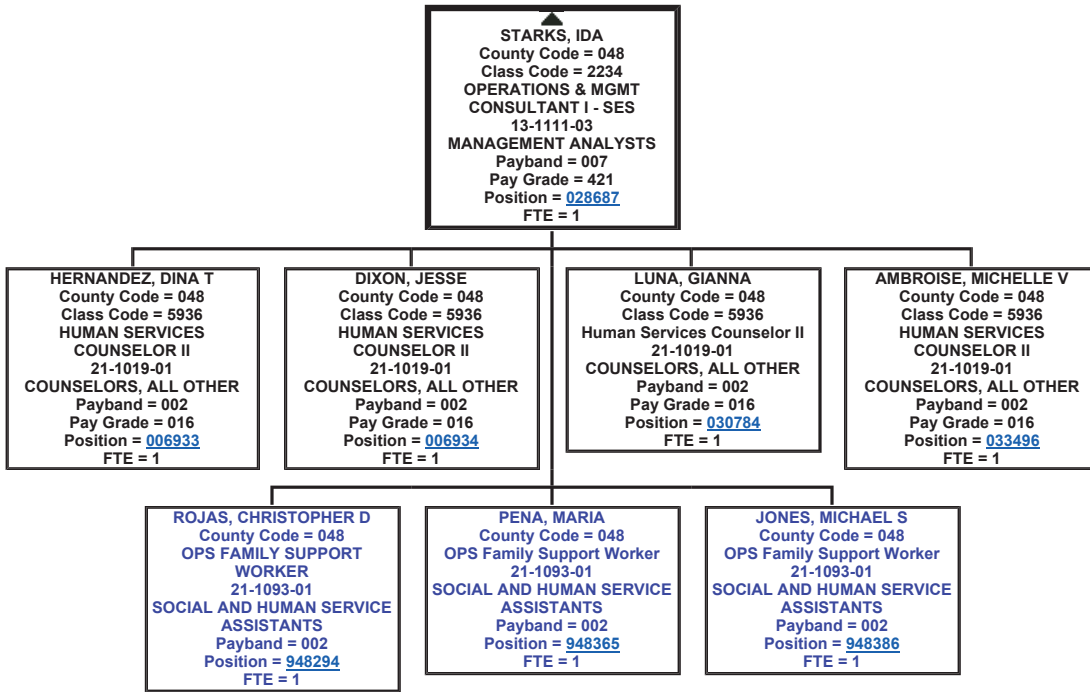 STARKS, IDA
County Code = 048
Class Code = 2234
OPERATIONS & MGMT
CONSULTANT I - SES
13-1111-03
MANAGEMENT ANALYSTS
Payband = 007
Pay Grade = 421
Position = 028687
FTE = 1
HERNANDEZ, DINA T
County Code = 048
Class Code = 5936
HUMAN SERVICES
COUNSELOR II
21-1019-01
COUNSELORS, ALL OTHER
Payband = 002
Pay Grade = 016
Position = 006933
FTE = 1
DIXON, JESSE
County Code = 048
Class Code = 5936
HUMAN SERVICES
COUNSELOR II
21-1019-01
COUNSELORS, ALL OTHER
Payband = 002
Pay Grade = 016
Position = 006934
FTE = 1
LUNA, GIANNA
County Code = 048
Class Code = 5936
Human Services Counselor II
21-1019-01
COUNSELORS, ALL OTHER
Payband = 002
Pay Grade = 016
Position = 030784
FTE = 1
AMBROISE, MICHELLE V
County Code = 048
Class Code = 5936
HUMAN SERVICES
COUNSELOR II
21-1019-01
COUNSELORS, ALL OTHER
Payband = 002
Pay Grade = 016
Position = 033496
FTE = 1
ROJAS, CHRISTOPHER D
County Code = 048
OPS FAMILY SUPPORT
WORKER
21-1093-01
SOCIAL AND HUMAN SERVICE
ASSISTANTS
Payband = 002
Position = 948294
FTE = 1
PENA, MARIA
County Code = 048
OPS Family Support Worker
21-1093-01
SOCIAL AND HUMAN SERVICE
ASSISTANTS
Payband = 002
Position = 948365
FTE = 1
JONES, MICHAEL S
County Code = 048
OPS Family Support Worker
21-1093-01
SOCIAL AND HUMAN SERVICE
ASSISTANTS
Payband = 002
Position = 948386
FTE = 1